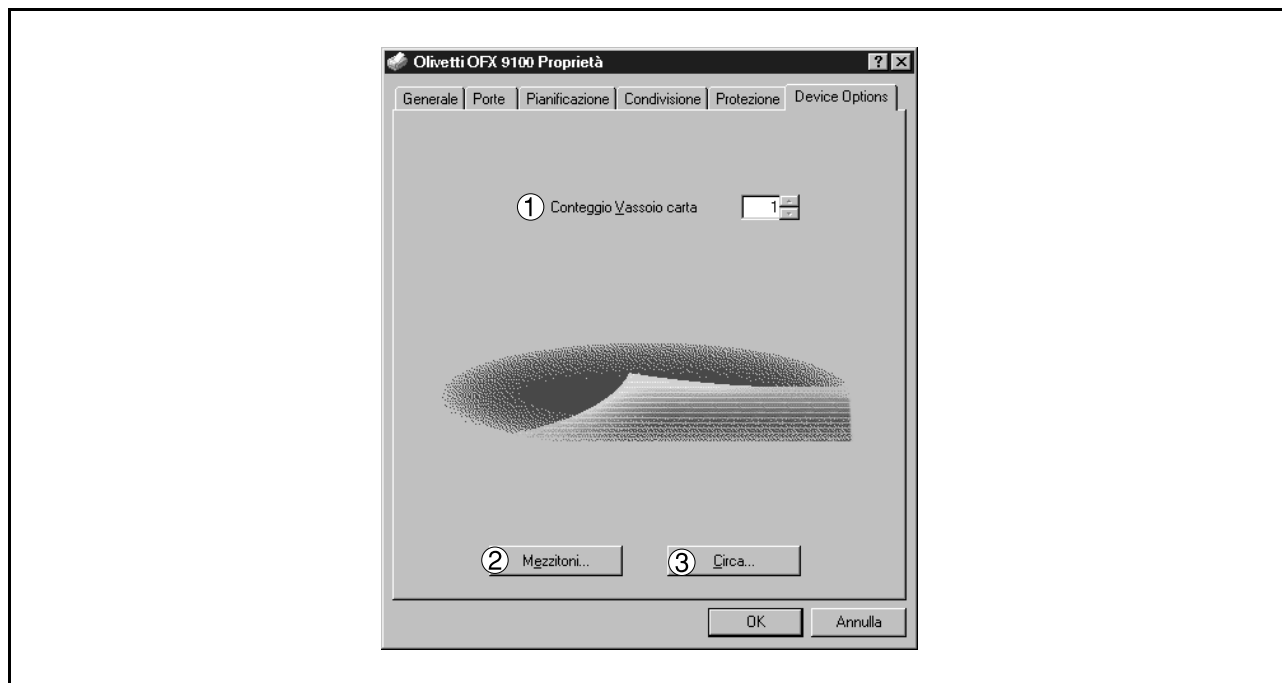 Olivetti OFX 9100 Proprietà
Generale Porte Pianificazione Condivisione Protezione Device Options
1 Conteggio Vassoio carta 1
2 Mezzitoni... 3 Circa...
OK Annulla